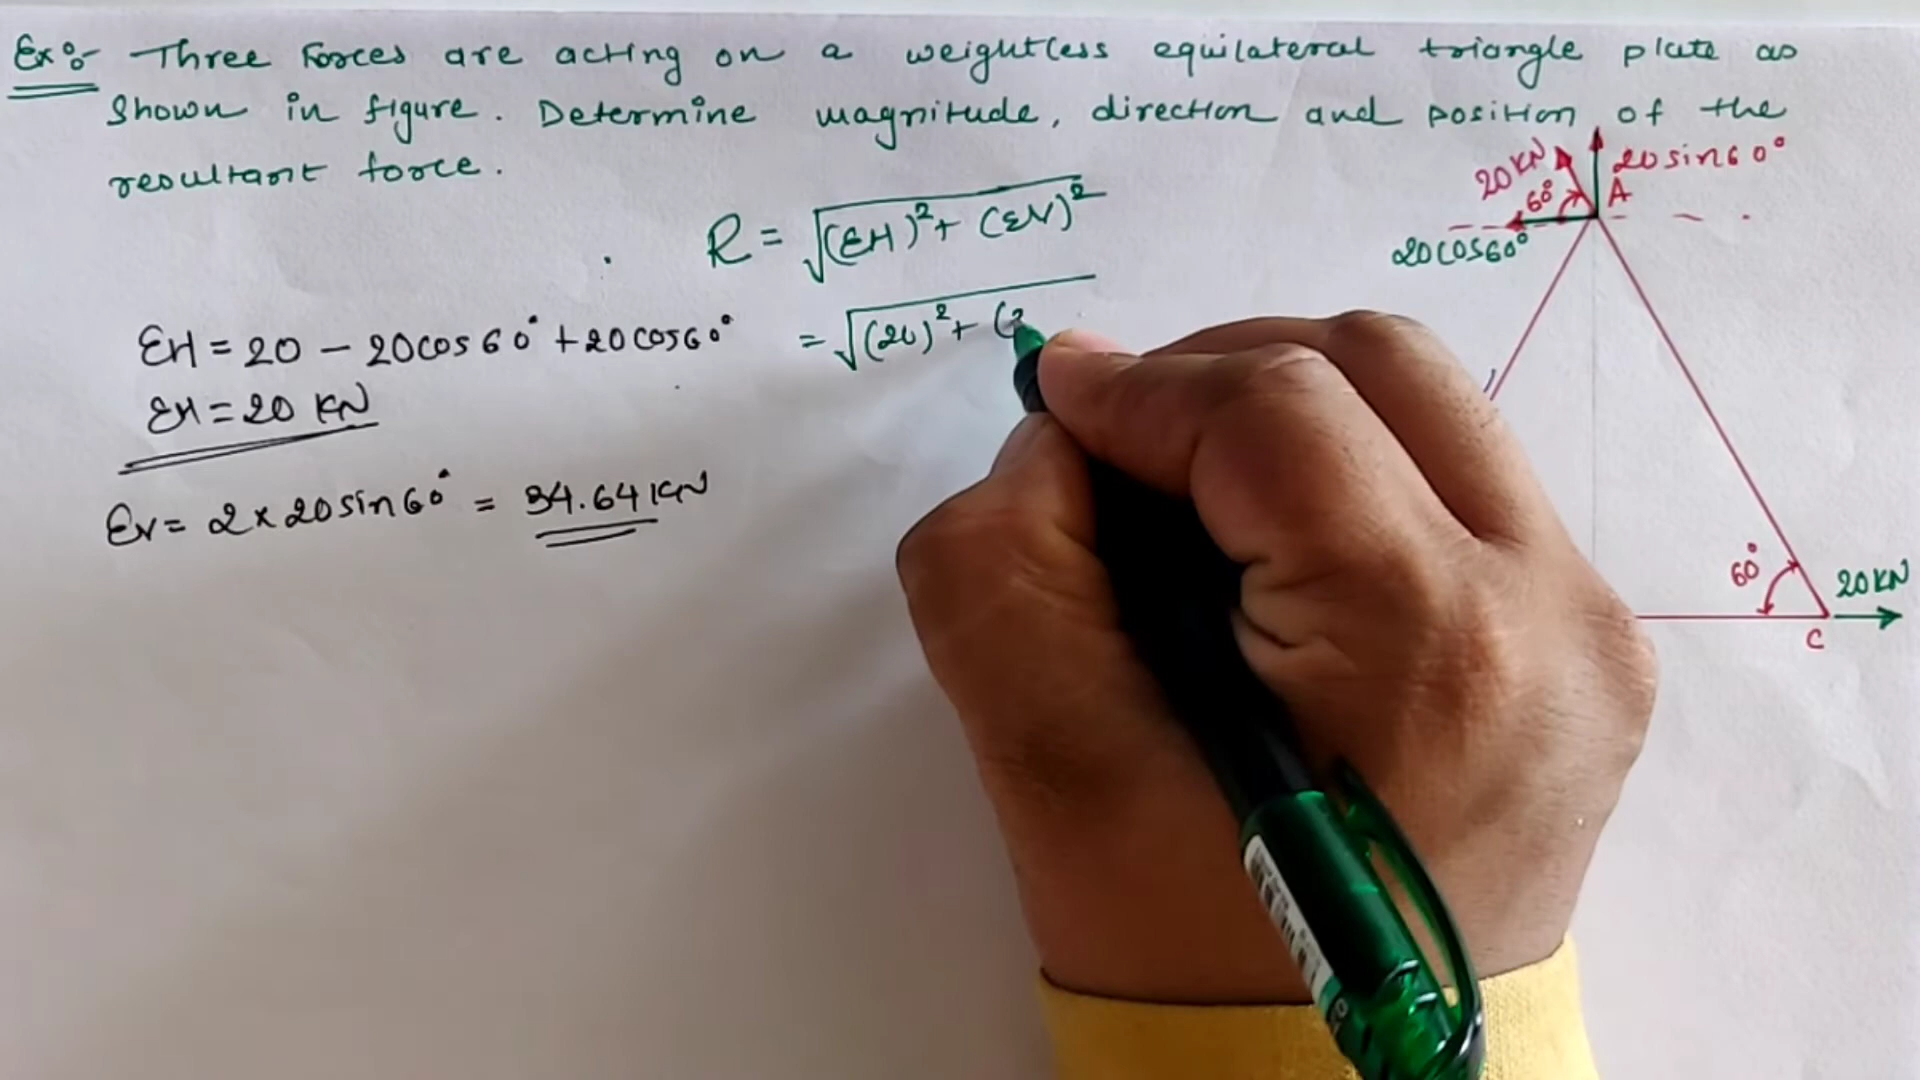 Ex:- Three Forces are acting on a weightless equilateral triangle plate as
shown in figure. Determine magnitude, direction and position of the
resultant force.
R = √(ΣH)² + (ΣV)²
= √(20)² + (3
ΣH = 20 - 20cos60° + 20cos60°
ΣH = 20 KN
ΣV = 2 × 20sin60° = 34.64 KN
20KN
20sin60°
60°
A
20cos60°
60°
20KN
C